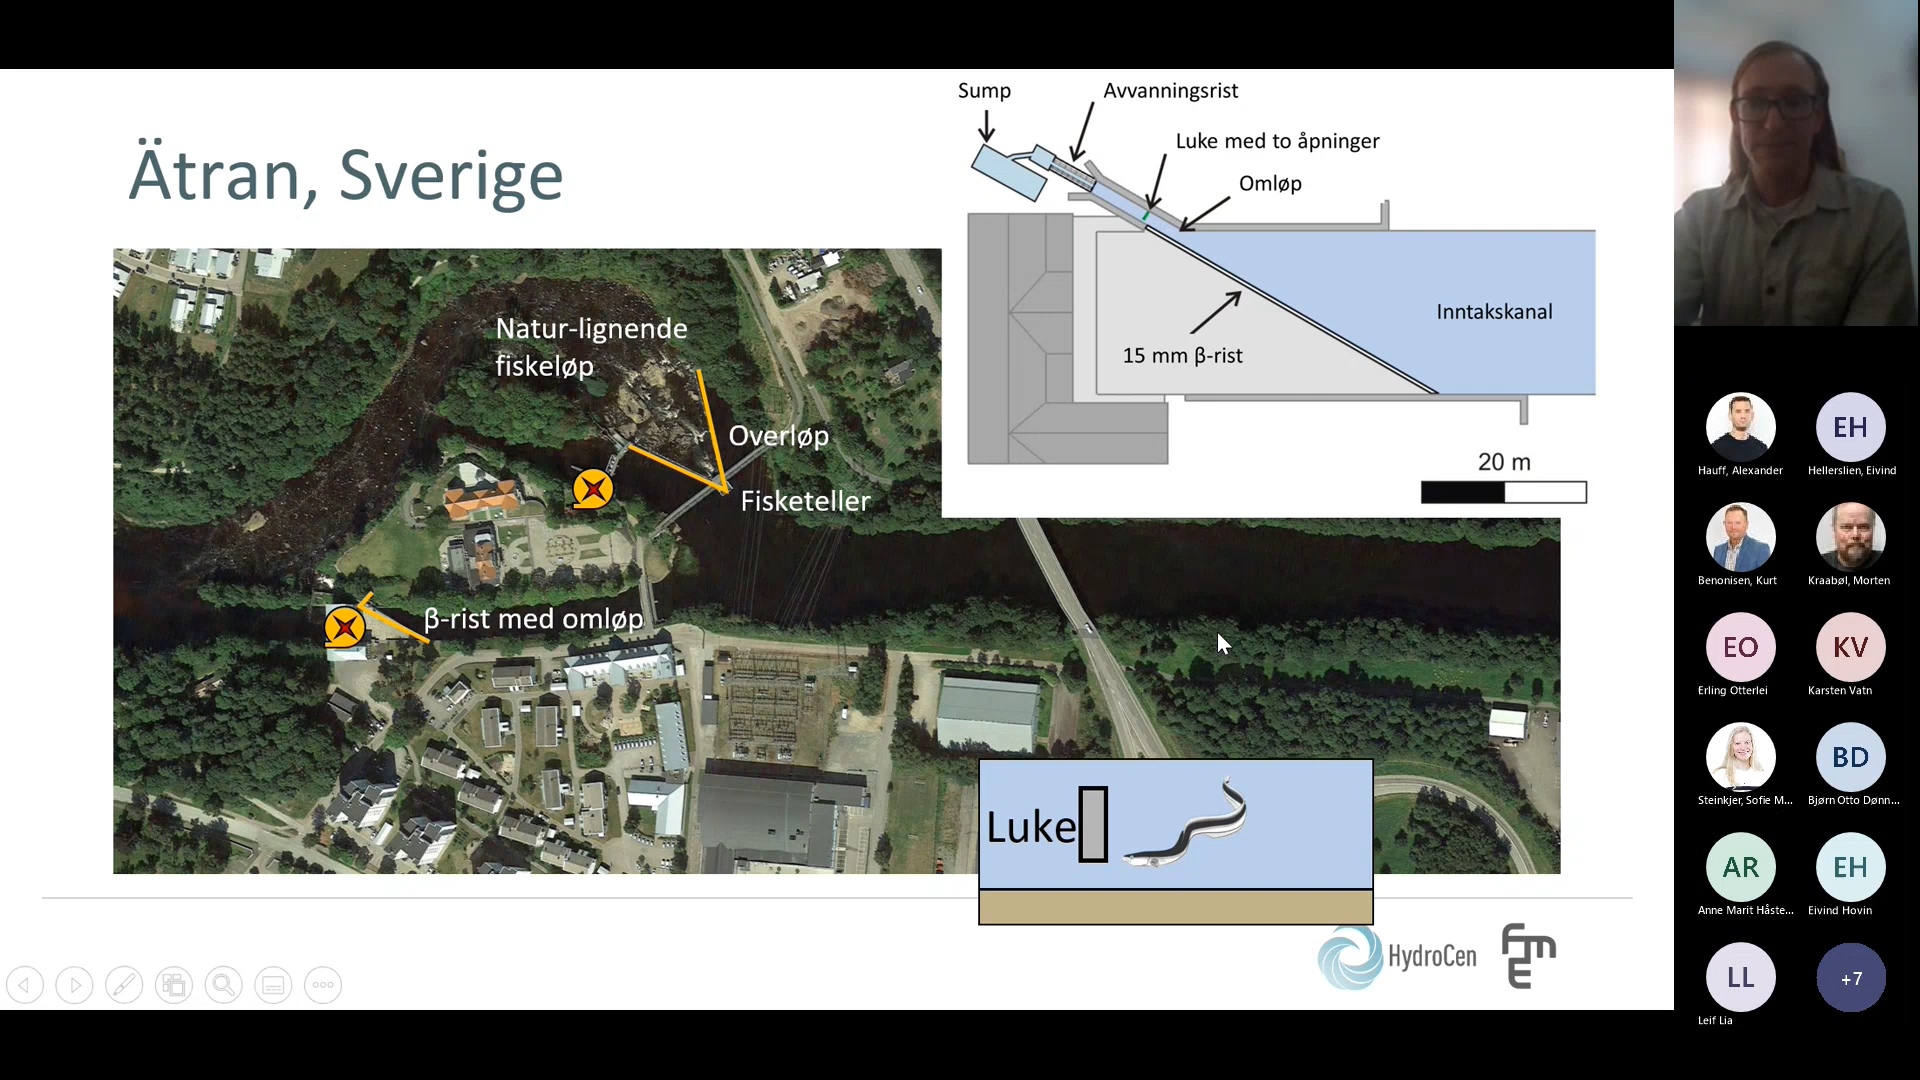 Ätran, Sverige
Sump
Avvanningsrist
Luke med to åpninger
Omløp
Inntakskanal
15 mm β-rist
20 m
Natur-lignende
fiskeløp
Overløp
Fisketeller
β-rist med omløp
Luke
HydroCen
FME
EH
Hauff, Alexander
Hellerslien, Eivind
Benonisen, Kurt
Kraabøl, Morten
EO
KV
Erling Otterlei
Karsten Vatn
BD
Steinkjer, Sofie M...
Bjørn Otto Dønn...
AR
EH
Anne Marit Håste...
Eivind Hovin
LL
+7
Leif Lia